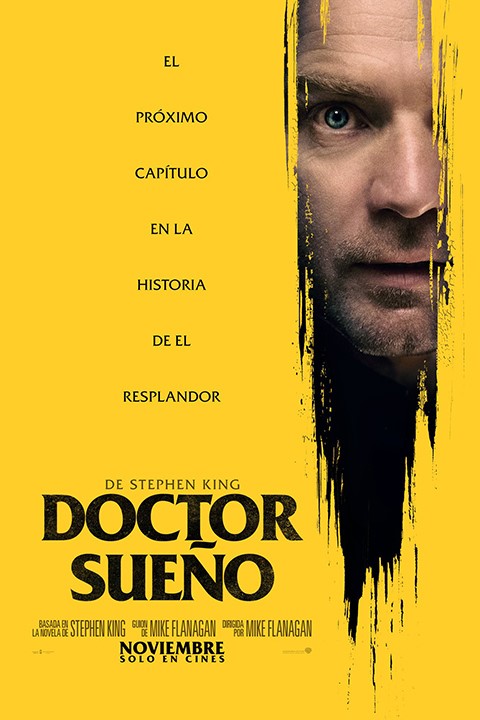 EL
PRÓXIMO
CAPÍTULO
EN LA
HISTORIA
DE EL
RESPLANDOR
DE STEPHEN KING
DOCTOR
SUEÑO
BASADA EN LA NOVELA DE STEPHEN KING GUION DE MIKE FLANAGAN DIRIGIDA POR MIKE FLANAGAN
NOVIEMBRE
SOLO EN CINES